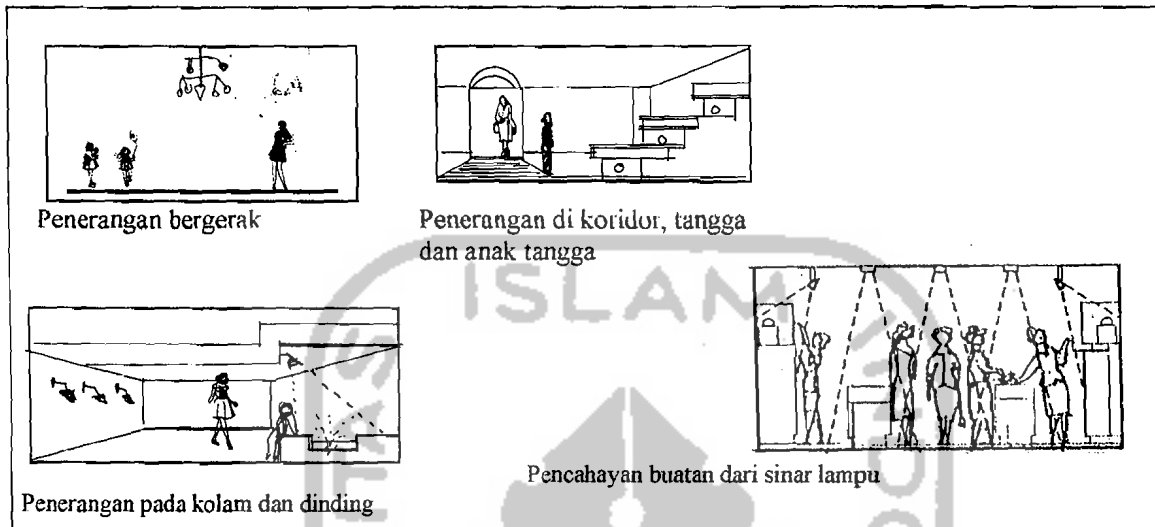 Penerangan bergerak
Penerangan di koridor, tangga
dan anak tangga
ISLAM
Penerangan pada kolam dan dinding
Pencahayan buatan dari sinar lampu